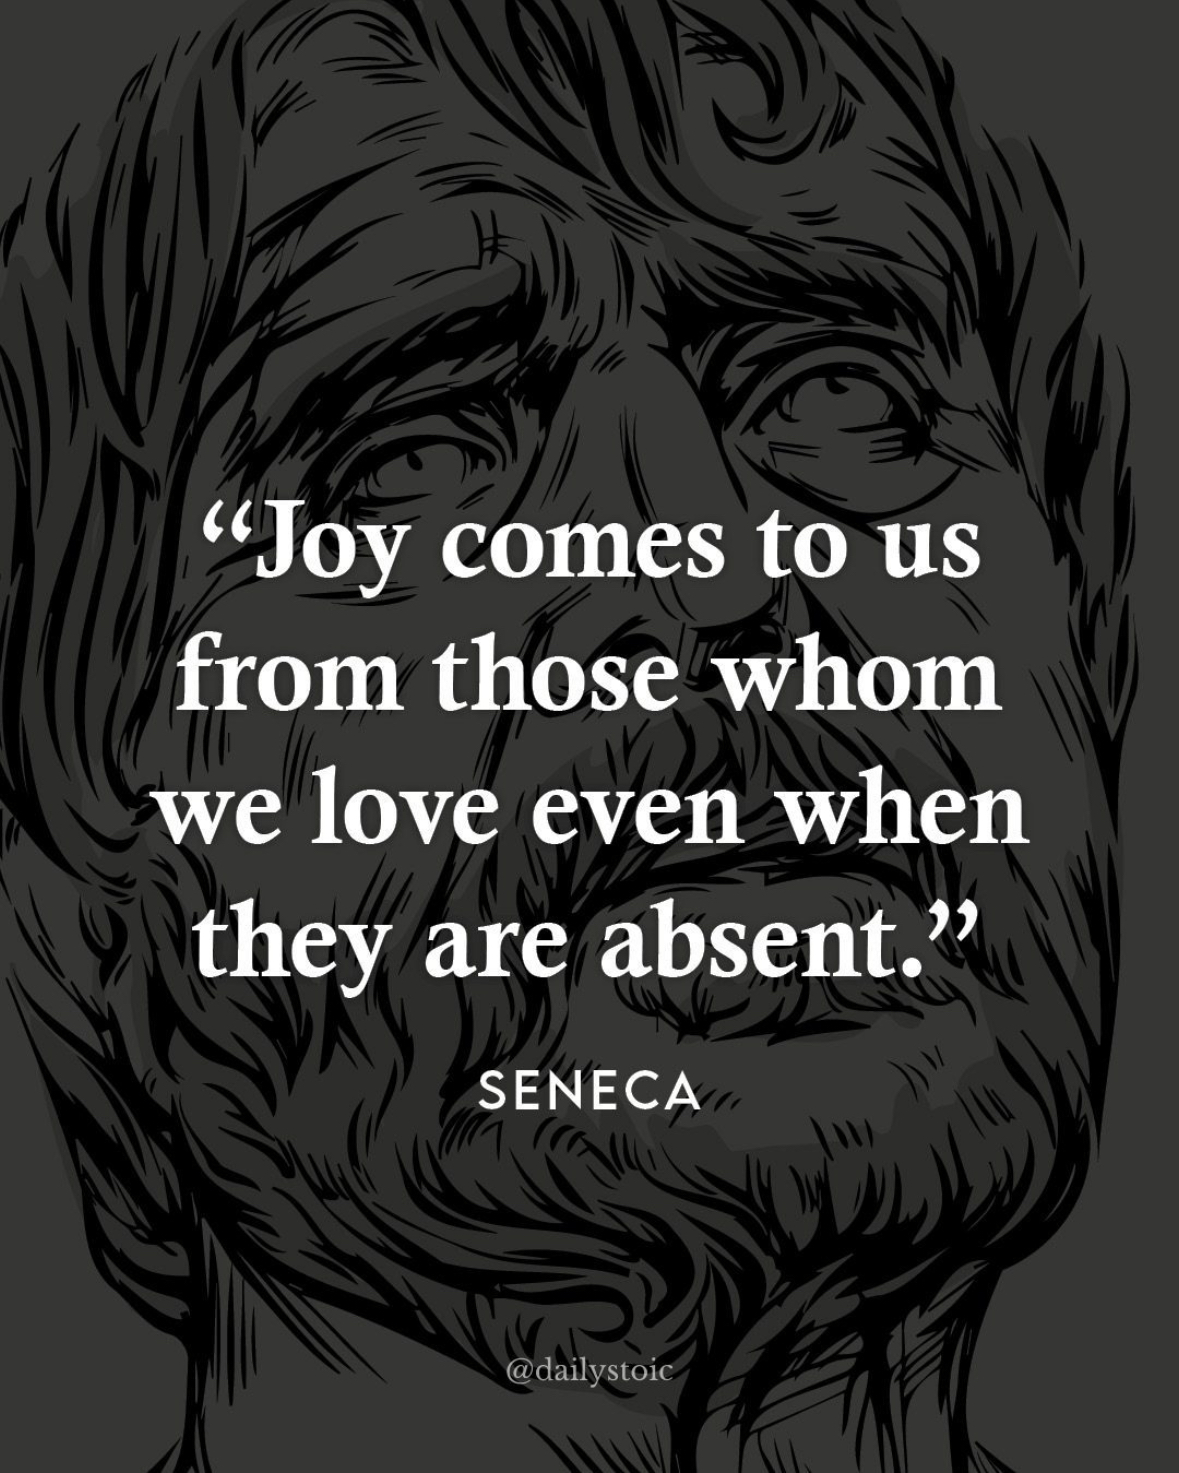 “Joy comes to us
from those whom
we love even when
they are absent.”
SENECA
@dailystoic